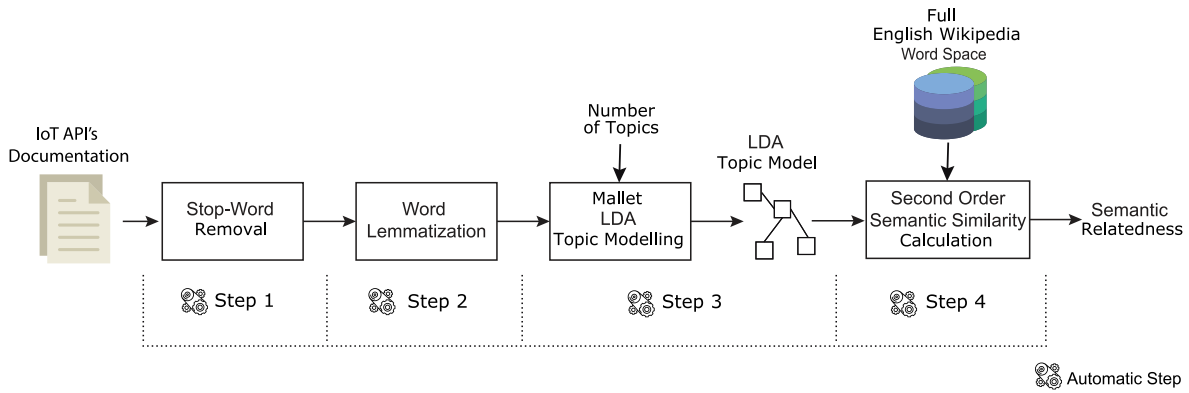 Full
English Wikipedia
Word Space
Number
of Topics
IoT API's
Documentation
LDA
Topic Model
Stop-Word
Removal
Word
Lemmatization
Mallet
LDA
Topic Modelling
Second Order
Semantic Similarity
Calculation
Semantic
Relatedness
Step 1
Step 2
Step 3
Step 4
Automatic Step